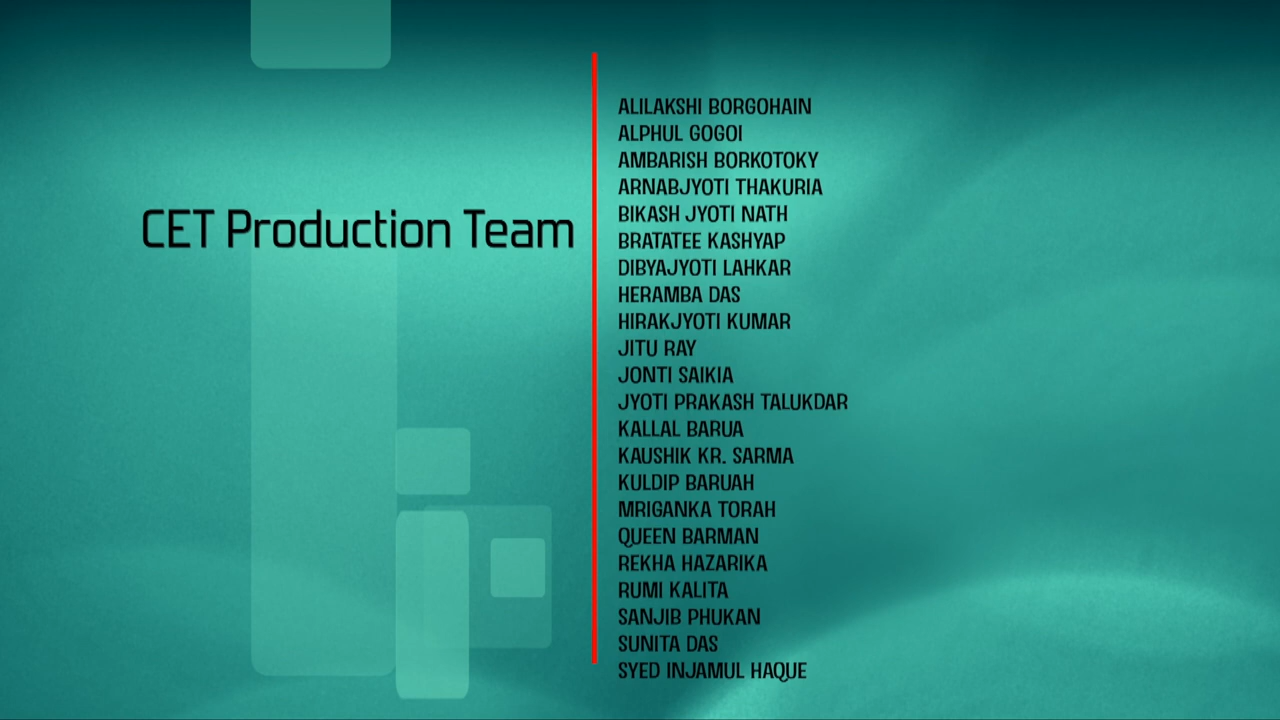 CET Production Team
ALILAKSHI BORGOHAIN
ALPHUL GOGOI
AMBARISH BORKOTOKY
ARNABJYOTI THAKURIA
BIKASH JYOTI NATH
BRATATEE KASHYAP
DIBYAJYOTI LAHKAR
HERAMBA DAS
HIRAKJYOTI KUMAR
JITU RAY
JONTI SAIKIA
JYOTI PRAKASH TALUKDAR
KALLAL BARUA
KAUSHIK KR. SARMA
KULDIP BARUAH
MRIGANKA TORAH
QUEEN BARMAN
REKHA HAZARIKA
RUMI KALITA
SANJIB PHUKAN
SUNITA DAS
SYED INJAMUL HAQUE